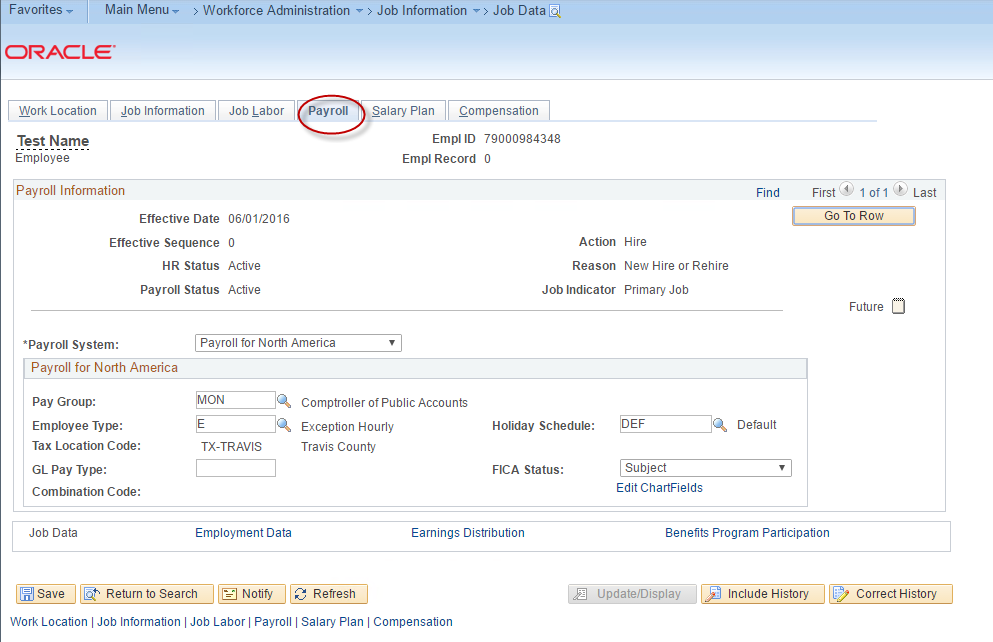 Favorites Main Menu > Workforce Administration > Job Information > Job Data
ORACLE
Work Location Job Information Job Labor Payroll Salary Plan Compensation
Test Name Empl ID 79000984348
Employee Empl Record 0
Payroll Information Find First 1 of 1 Last
Go To Row
Effective Date 06/01/2016
Effective Sequence 0 Action Hire
HR Status Active Reason New Hire or Rehire
Payroll Status Active Job Indicator Primary Job
Future
*Payroll System: Payroll for North America
Payroll for North America
Pay Group: MON Comptroller of Public Accounts
Employee Type: E Exception Hourly Holiday Schedule: DEF Default
Tax Location Code: TX-TRAVIS Travis County
GL Pay Type: FICA Status: Subject
Combination Code: Edit ChartFields
Job Data Employment Data Earnings Distribution Benefits Program Participation
Save Return to Search Notify Refresh Update/Display Include History Correct History
Work Location | Job Information | Job Labor | Payroll | Salary Plan | Compensation